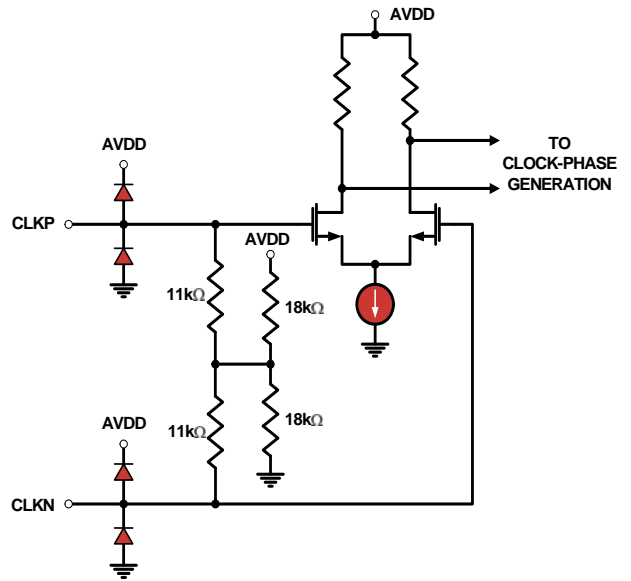 AVDD
TO
CLOCK-PHASE
GENERATION
AVDD
CLKP
AVDD
11kΩ
18kΩ
11kΩ
18kΩ
AVDD
CLKN